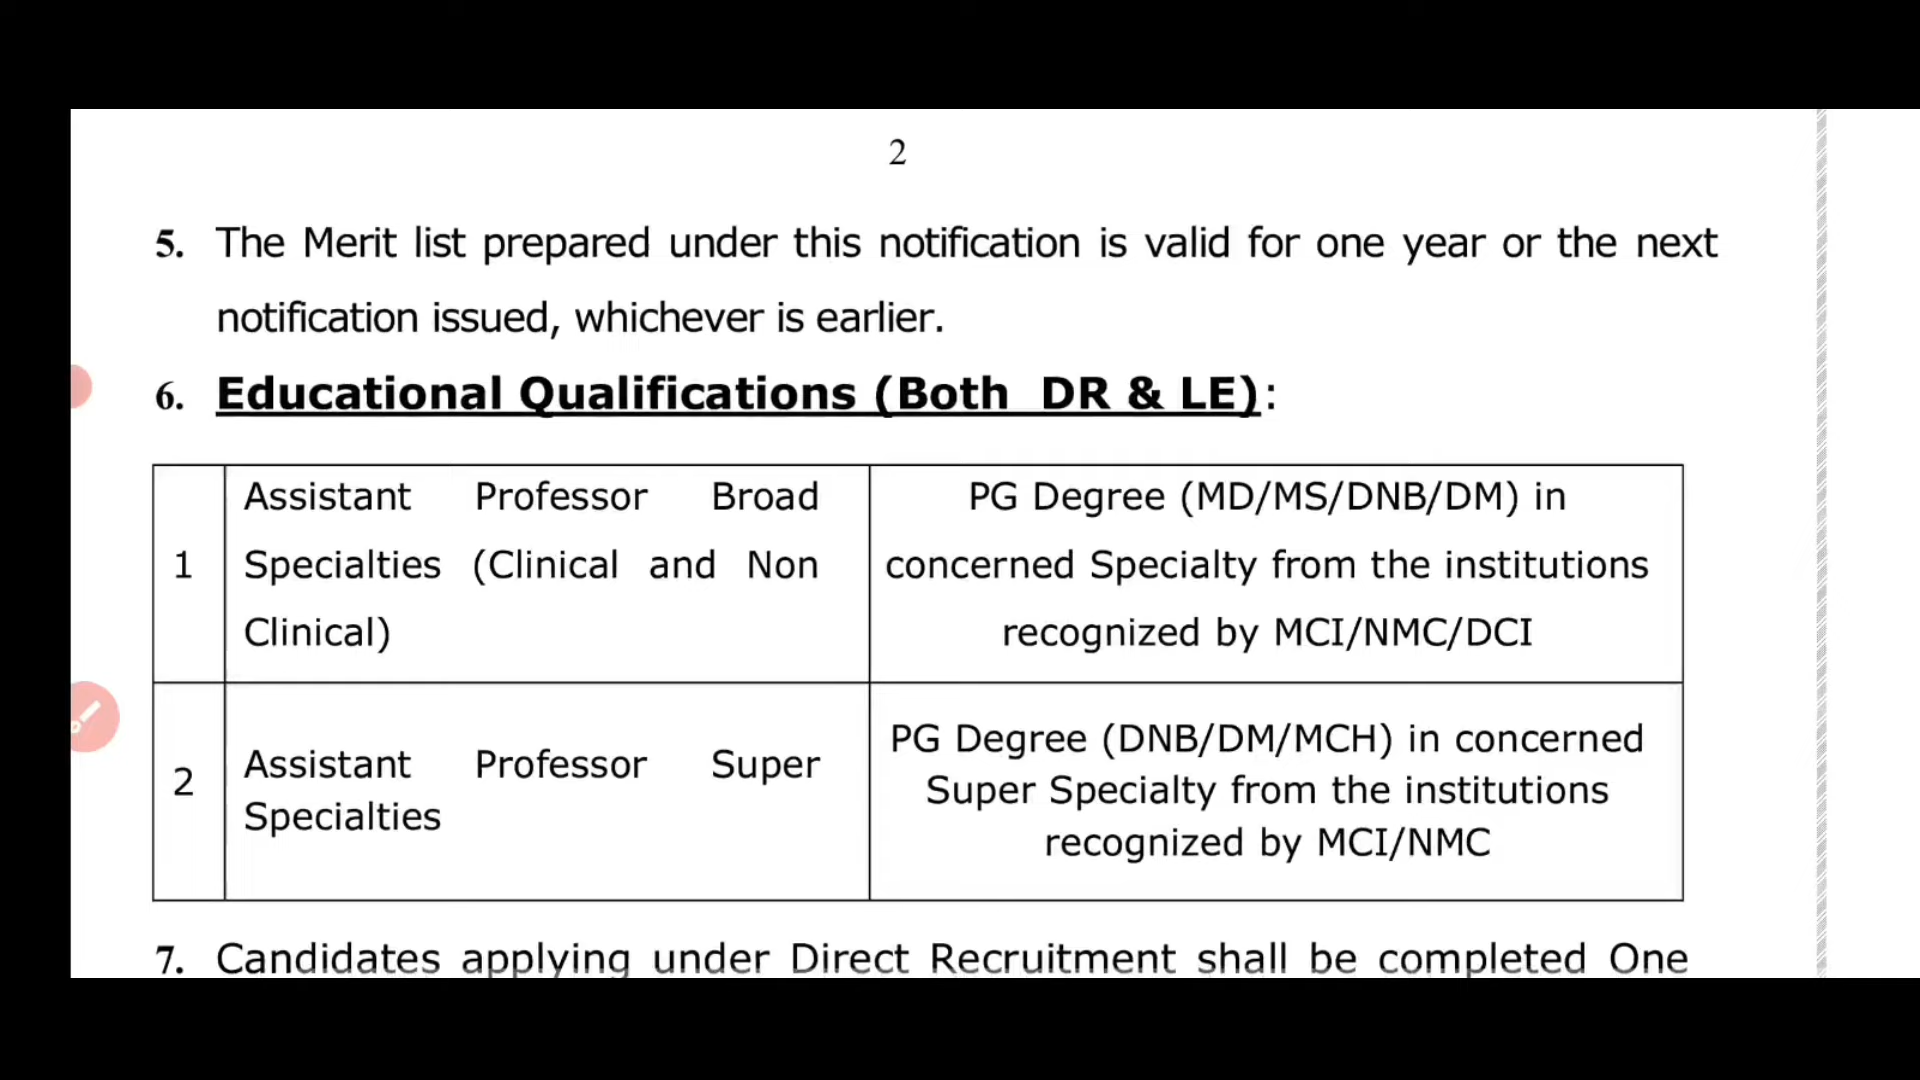 2
5. The Merit list prepared under this notification is valid for one year or the next
notification issued, whichever is earlier.
6. Educational Qualifications (Both DR & LE):
1
Assistant Professor Broad
Specialties (Clinical and Non
Clinical)
PG Degree (MD/MS/DNB/DM) in
concerned Specialty from the institutions
recognized by MCI/NMC/DCI
2
Assistant Professor Super
Specialties
PG Degree (DNB/DM/MCH) in concerned
Super Specialty from the institutions
recognized by MCI/NMC
7. Candidates applying under Direct Recruitment shall be completed One